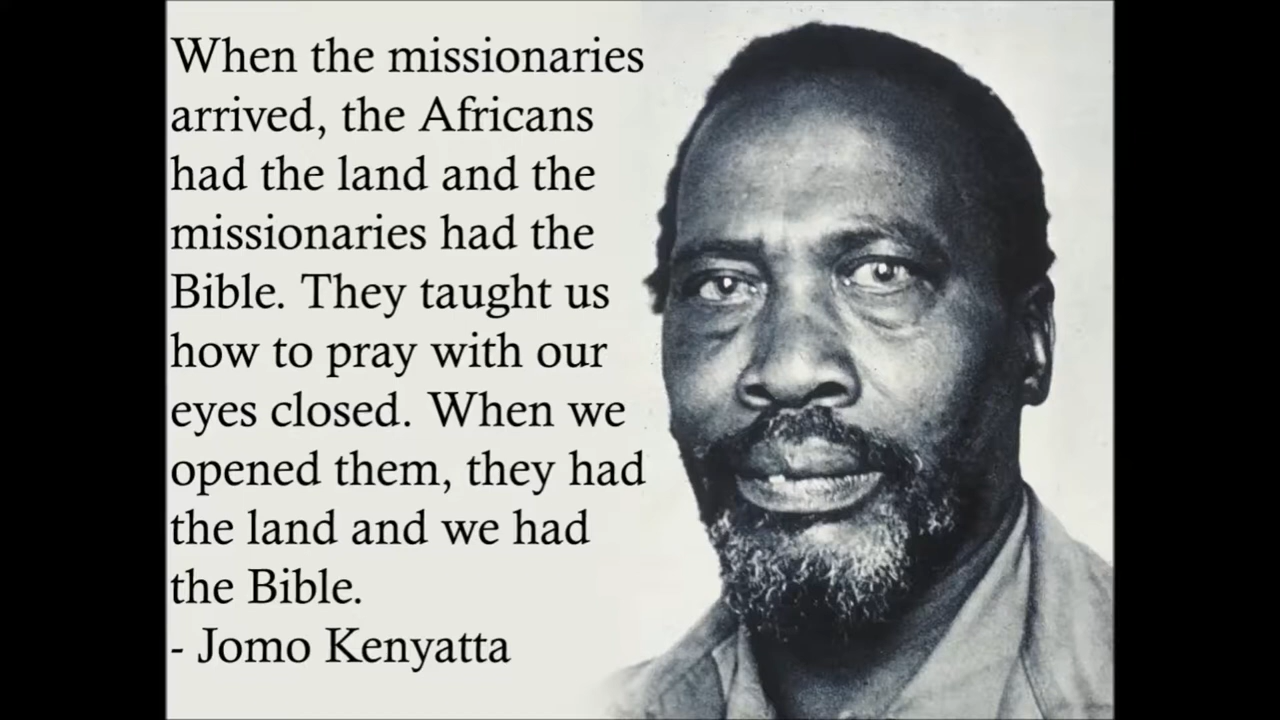 When the missionaries
arrived, the Africans
had the land and the
missionaries had the
Bible. They taught us
how to pray with our
eyes closed. When we
opened them, they had
the land and we had
the Bible.
- Jomo Kenyatta